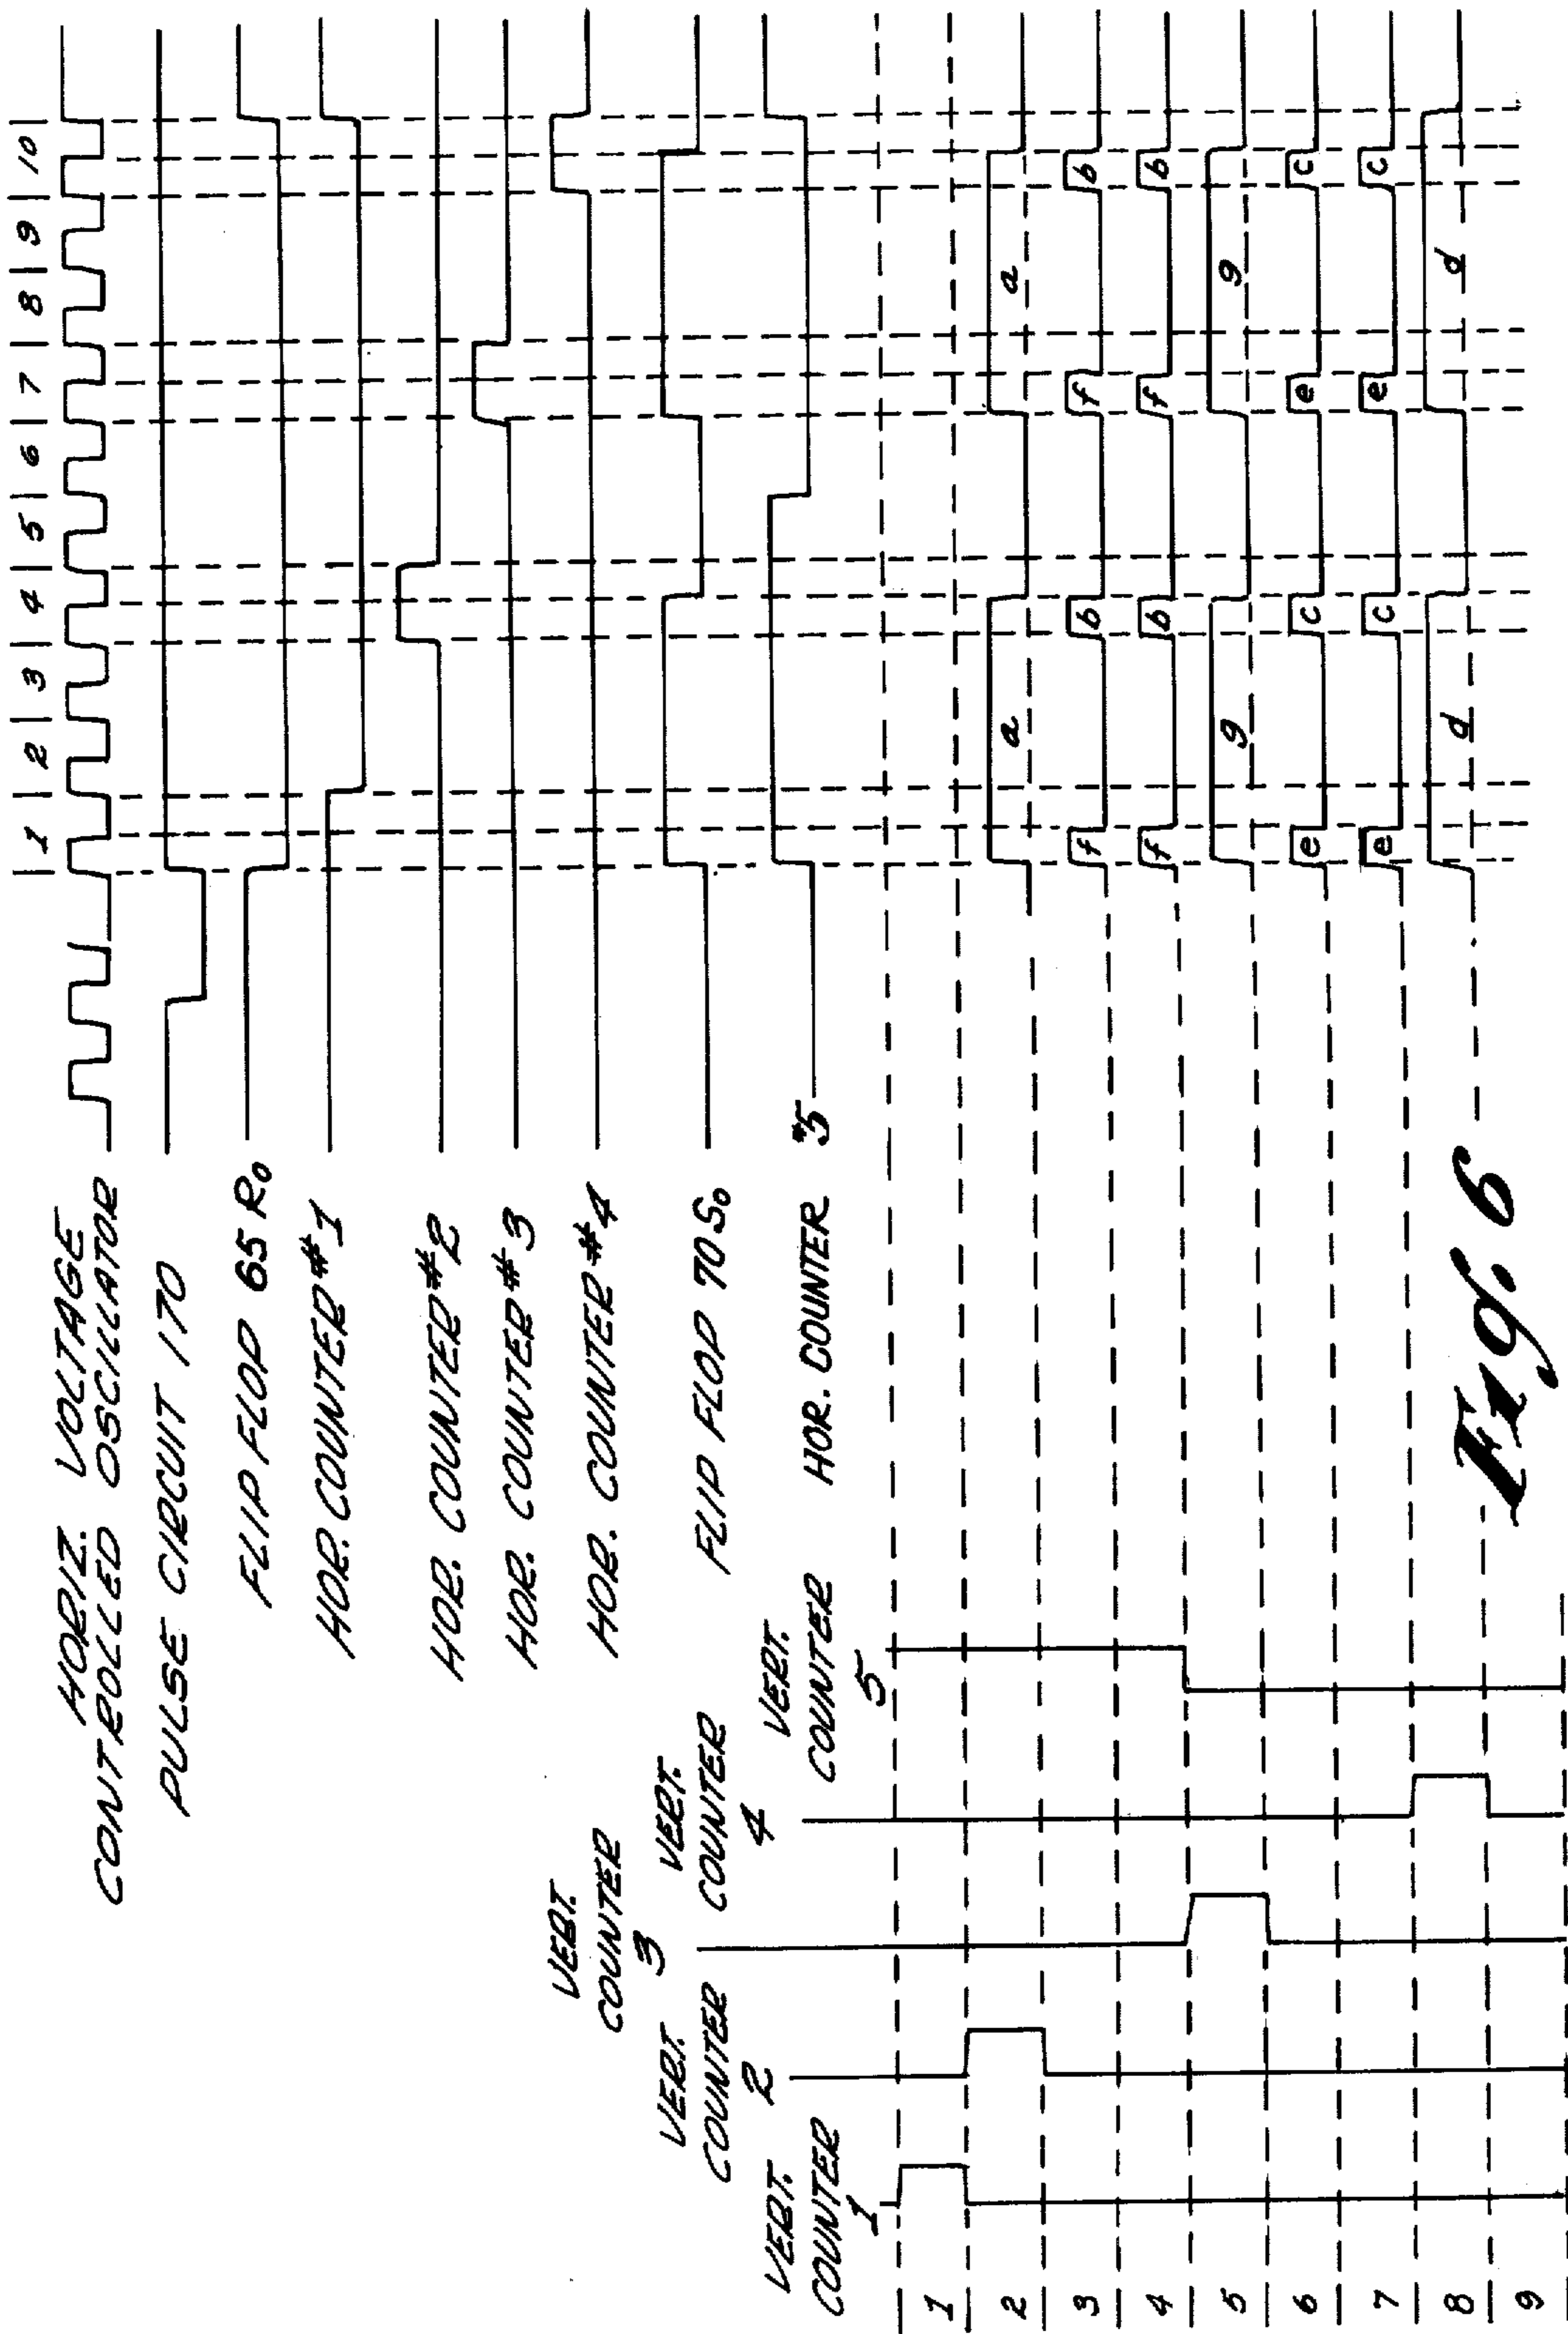 1 2 3 4 5 6 7 8 9 10
HORIZ. VOLTAGE
CONTROLLED OSCILLATOR
PULSE CIRCUIT 170
FLIP FLOP 65 Ro
HOR. COUNTER #1
HOR. COUNTER #2
HOR. COUNTER #3
HOR. COUNTER #4
FLIP FLOP 70 So
HOR. COUNTER #5
VERT.
COUNTER
1
VERT.
COUNTER
2
VERT.
COUNTER
3
VERT.
COUNTER
4
VERT.
COUNTER
5
1
2 a a
3 f b f b
4 f b f b
5 g g
6 e c e c
7 e c e c
8 d d
9
Fig. 6